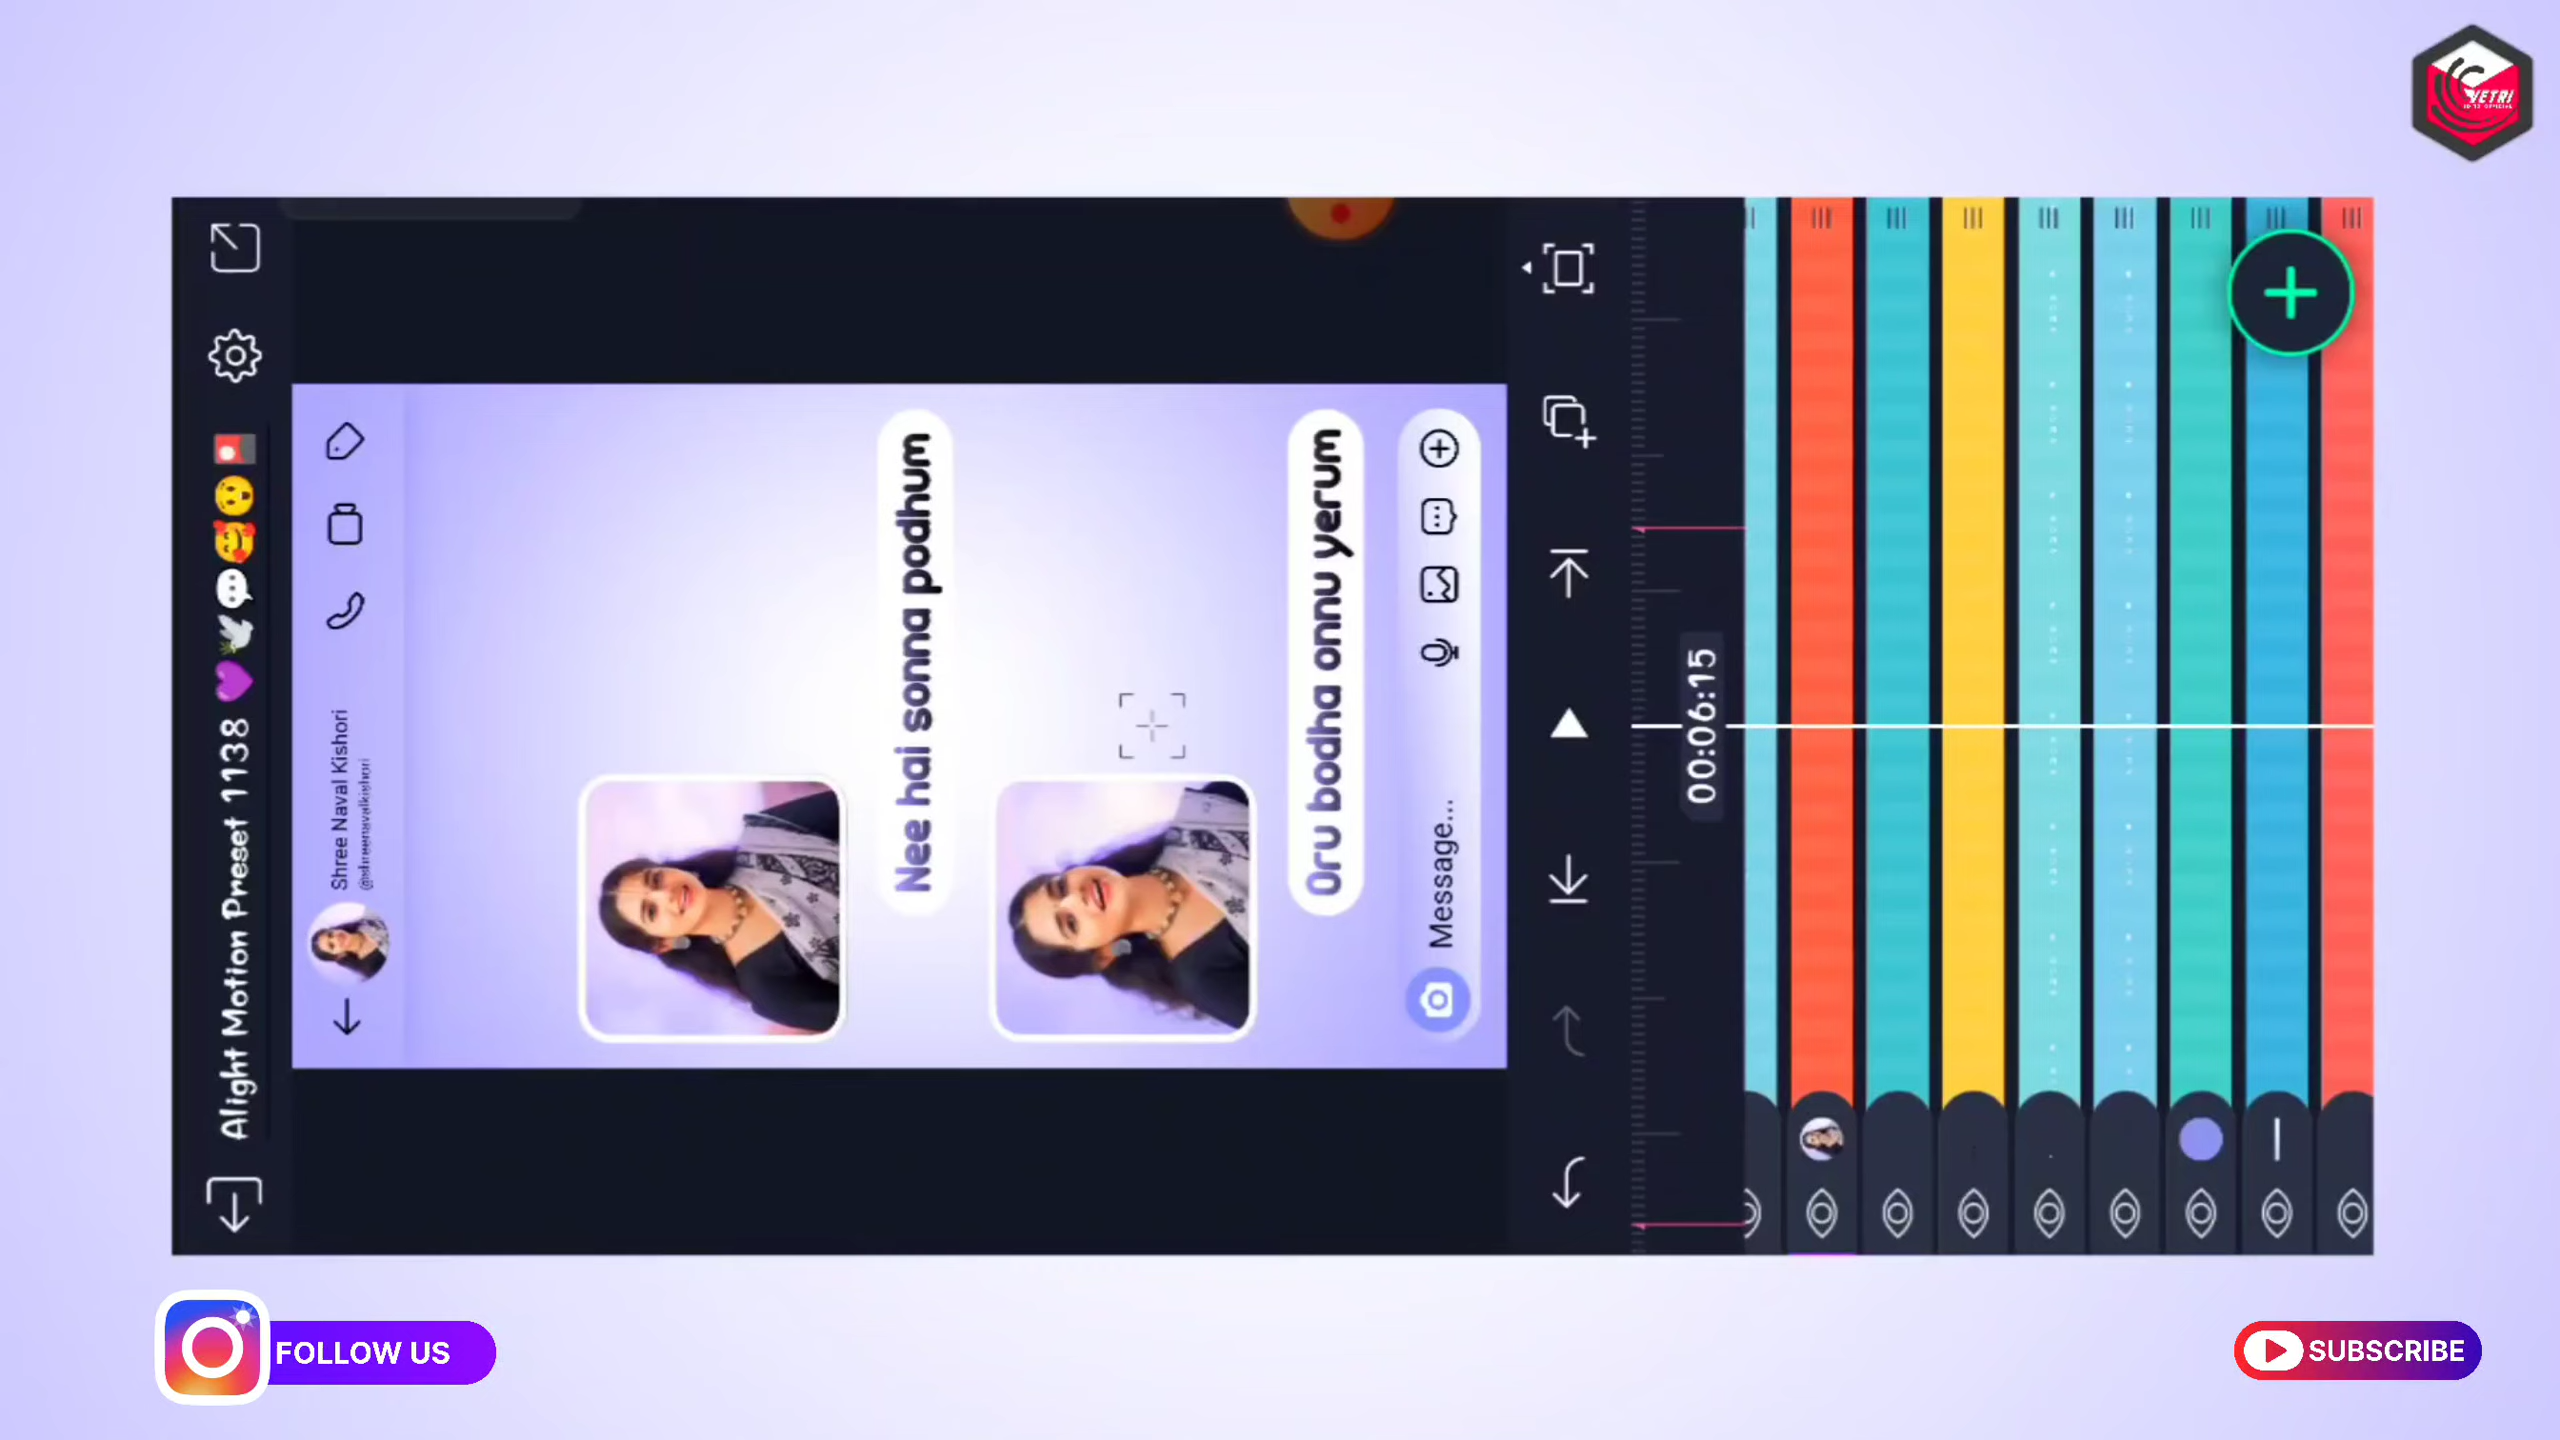 Alight Motion Preset 1138 💜🕊💬🥰😮🎴
Shree Naval Kishori
Nee hai sonna podhum
Oru bodha onnu yerum
Message...
00:06:15
VETRI
FOLLOW US
SUBSCRIBE